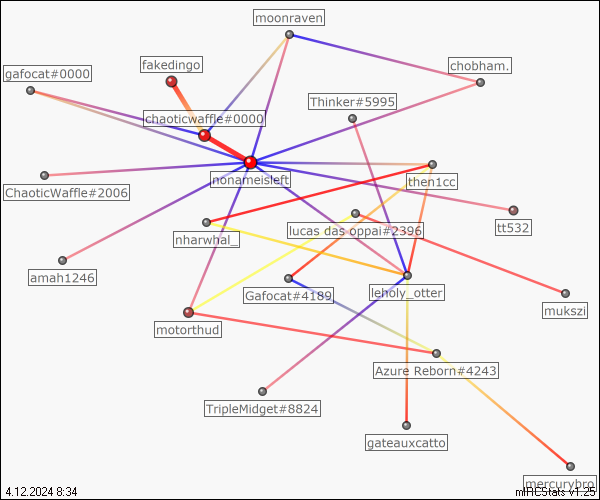 moonraven
fakedingo
chobham.
gafocat#0000
Thinker#5995
chaoticwaffle#0000
nonameisleft
then1cc
ChaoticWaffle#2006
tt532
lucas das oppai#2396
nharwhal_
amah1246
Gafocat#4189
leholy_otter
mukszi
motorthud
Azure Reborn#4243
TripleMidget#8824
gateauxcatto
mercurybro
4.12.2024 8:34
mIRCStats v1.25